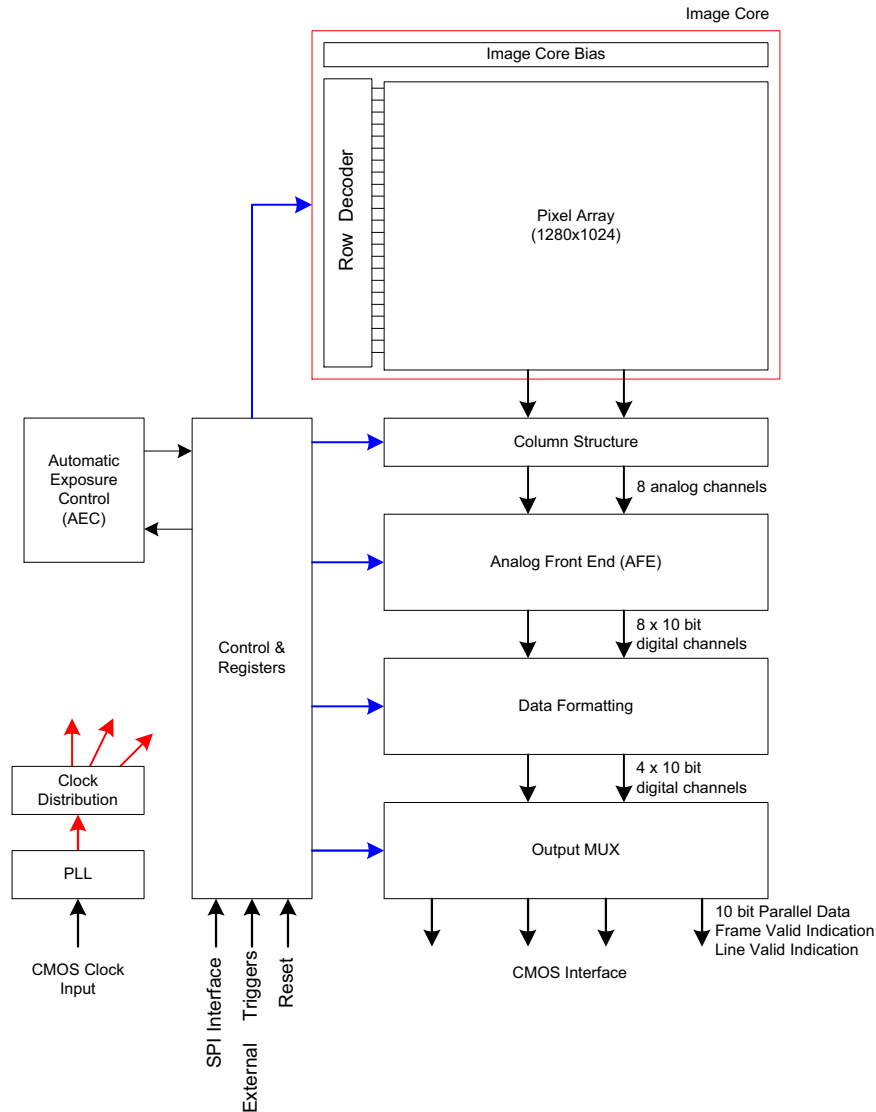 Image Core
Image Core Bias
Row Decoder
Pixel Array
(1280x1024)
Automatic
Exposure
Control
(AEC)
Column Structure
8 analog channels
Analog Front End (AFE)
8 x 10 bit
digital channels
Control &
Registers
Data Formatting
4 x 10 bit
digital channels
Clock
Distribution
PLL
Output MUX
CMOS Clock
Input
SPI Interface
External Triggers
Reset
10 bit Parallel Data
Frame Valid Indication
Line Valid Indication
CMOS Interface